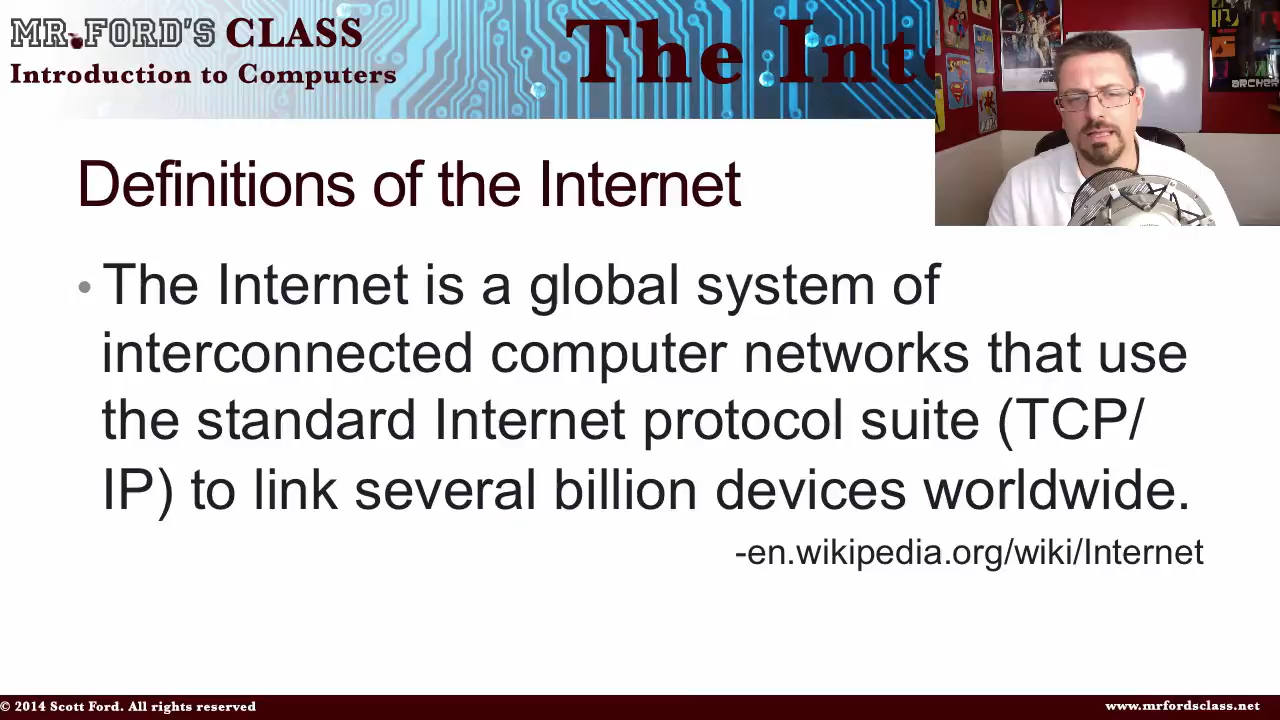 MR.FORD'S CLASS
Introduction to Computers
The Inte
ARCHER
Definitions of the Internet
• The Internet is a global system of
interconnected computer networks that use
the standard Internet protocol suite (TCP/
IP) to link several billion devices worldwide.
-en.wikipedia.org/wiki/Internet
© 2014 Scott Ford. All rights reserved
www.mrfordsclass.net